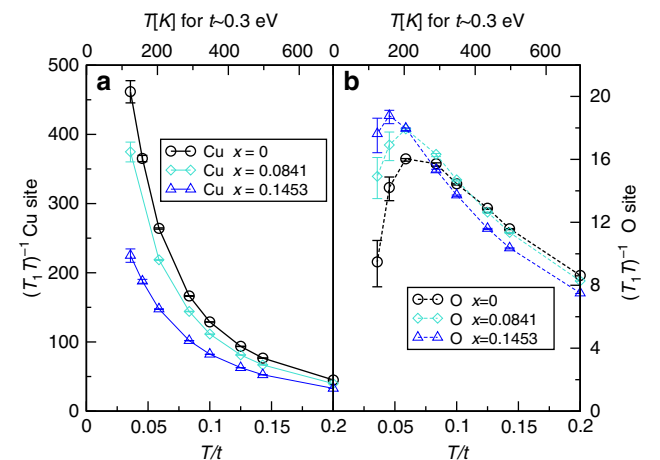 T[K] for t~0.3 eV
T[K] for t~0.3 eV
0 200 400 600 0 200 400 600
500 a b 20
400 16
300 12
200 8
100 4
0 0
Cu x = 0
Cu x = 0.0841
Cu x = 0.1453
O x=0
O x=0.0841
O x=0.1453
(T₁ T)⁻¹ Cu site
(T₁ T)⁻¹ O site
0 0.05 0.1 0.15 0.2 0.05 0.1 0.15 0.2
T/t T/t